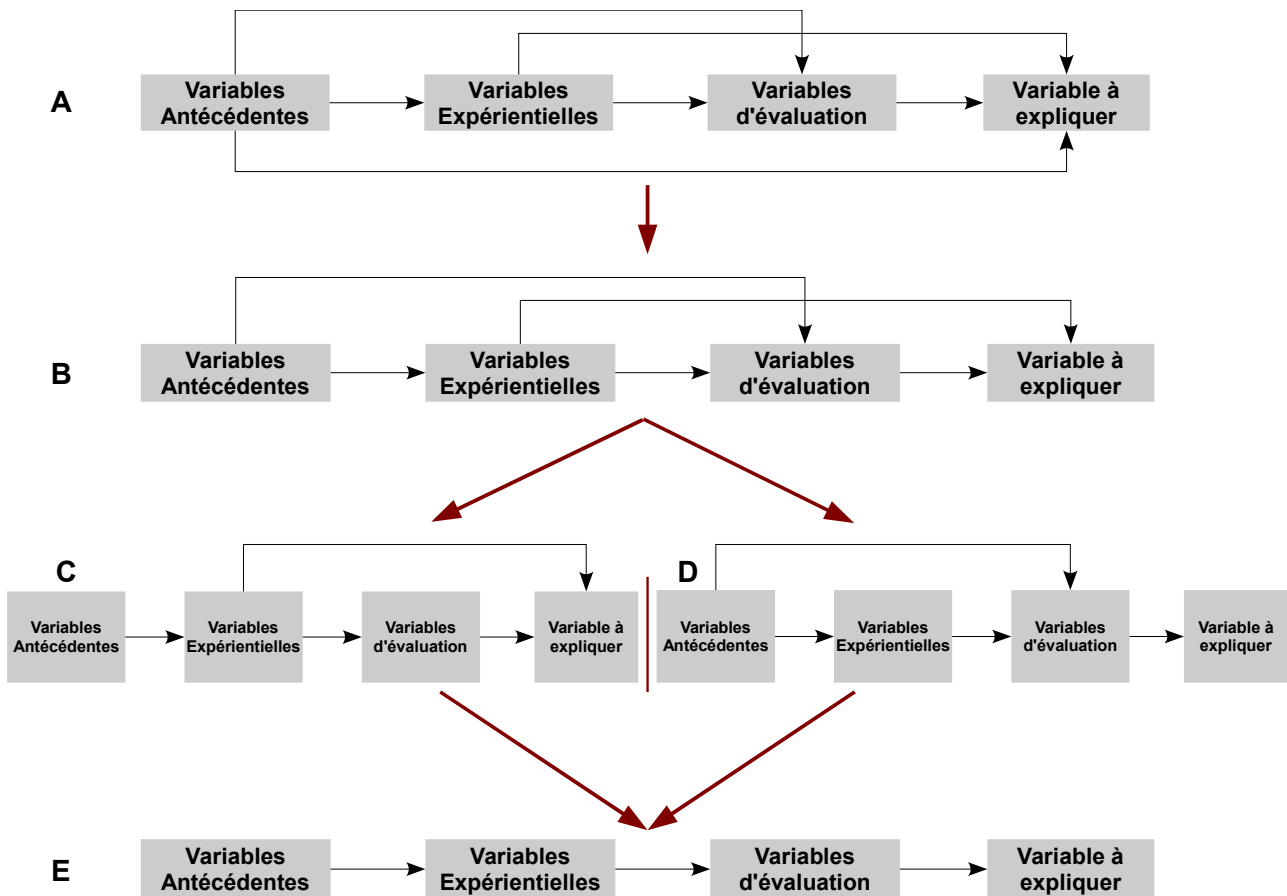 A
Variables
Antécédentes
Variables
Expérientielles
Variables
d'évaluation
Variable à
expliquer
B
Variables
Antécédentes
Variables
Expérientielles
Variables
d'évaluation
Variable à
expliquer
C
Variables
Antécédentes
Variables
Expérientielles
Variables
d'évaluation
Variable à
expliquer
D
Variables
Antécédentes
Variables
Expérientielles
Variables
d'évaluation
Variable à
expliquer
E
Variables
Antécédentes
Variables
Expérientielles
Variables
d'évaluation
Variable à
expliquer